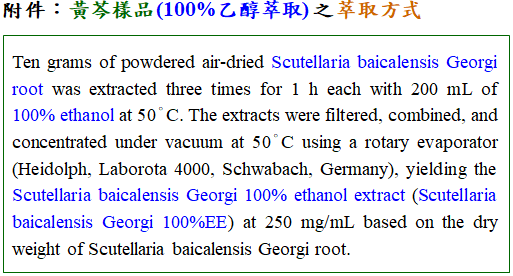 附件：黃芩樣品(100%乙醇萃取)之萃取方式
Ten grams of powdered air-dried Scutellaria baicalensis Georgi
root was extracted three times for 1 h each with 200 mL of
100% ethanol at 50°C. The extracts were filtered, combined, and
concentrated under vacuum at 50°C using a rotary evaporator
(Heidolph, Laborota 4000, Schwabach, Germany), yielding the
Scutellaria baicalensis Georgi 100% ethanol extract (Scutellaria
baicalensis Georgi 100%EE) at 250 mg/mL based on the dry
weight of Scutellaria baicalensis Georgi root.